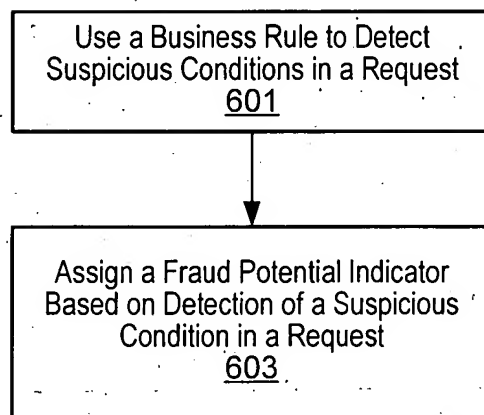 Use a Business Rule to Detect
Suspicious Conditions in a Request
601
Assign a Fraud Potential Indicator
Based on Detection of a Suspicious
Condition in a Request
603